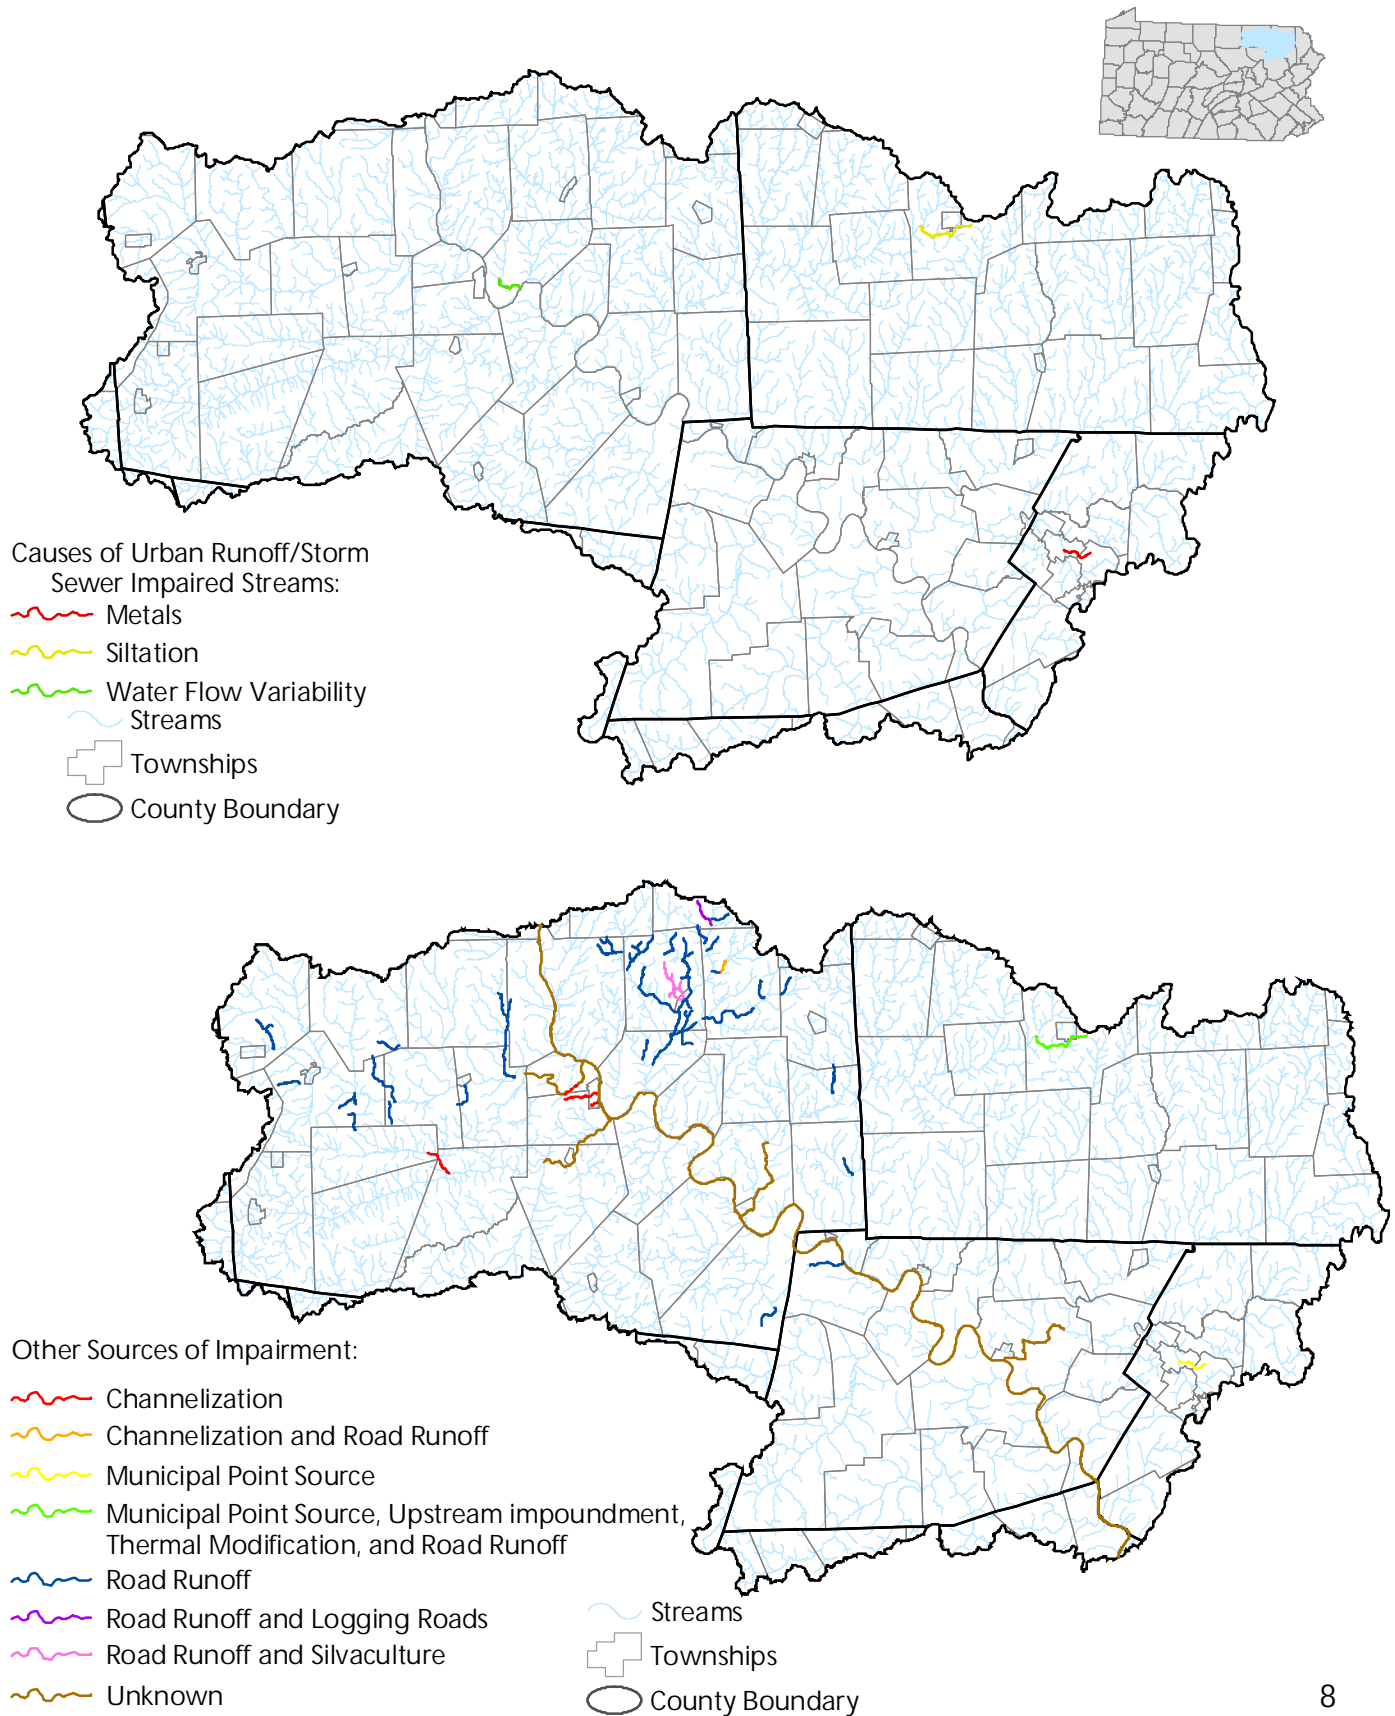 Causes of Urban Runoff/Storm
Sewer Impaired Streams:
Metals
Siltation
Water Flow Variability
Streams
Townships
County Boundary
Other Sources of Impairment:
Channelization
Channelization and Road Runoff
Municipal Point Source
Municipal Point Source, Upstream impoundment,
Thermal Modification, and Road Runoff
Road Runoff
Road Runoff and Logging Roads
Road Runoff and Silvaculture
Unknown
Streams
Townships
County Boundary
8